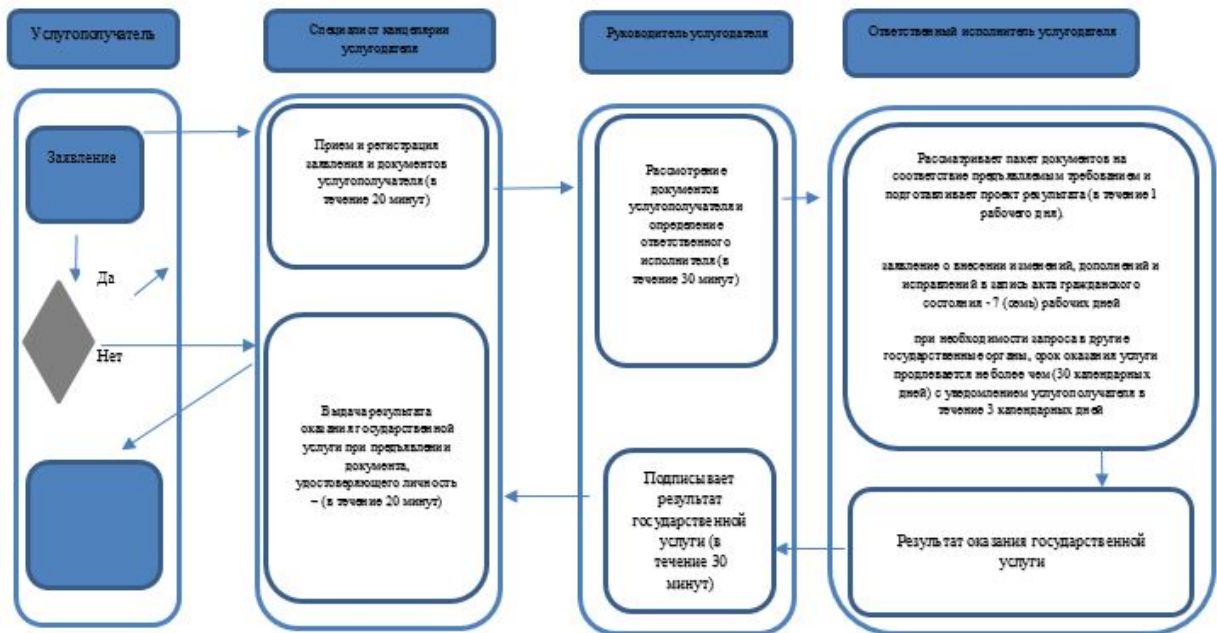 Услугополучатель
Специалист канцелярии
услугодателя
Руководитель услугодателя
Ответственный исполнитель услугодателя
Заявление
Да
Нет
Прием и регистрация
заявления и документов
услугополучателя (в
течение 20 минут)
Выдача результата
оказания государственной
услуги при предъявлении
документа,
удостоверяющего личность
– (в течение 20 минут)
Рассмотрение
документов
услугополучателя и
определение
ответственного
исполнителя (в
течение 30 минут)
Подписывает
результат
государственной
услуги (в
течение 30
минут)
Рассматривает пакет документов на
соответствие предъявляемым требованием и
подготавливает проект результата (в течение 1
рабочего дня).
заявление о внесении изменений, дополнений и
исправлений в запись акта гражданского
состояния - 7 (семь) рабочих дней
при необходимости запроса в другие
государственные органы, срок оказания услуги
продлевается не более чем (30 календарных
дней) с уведомлением услугополучателя в
течение 3 календарных дней
Результат оказания государственной
услуги